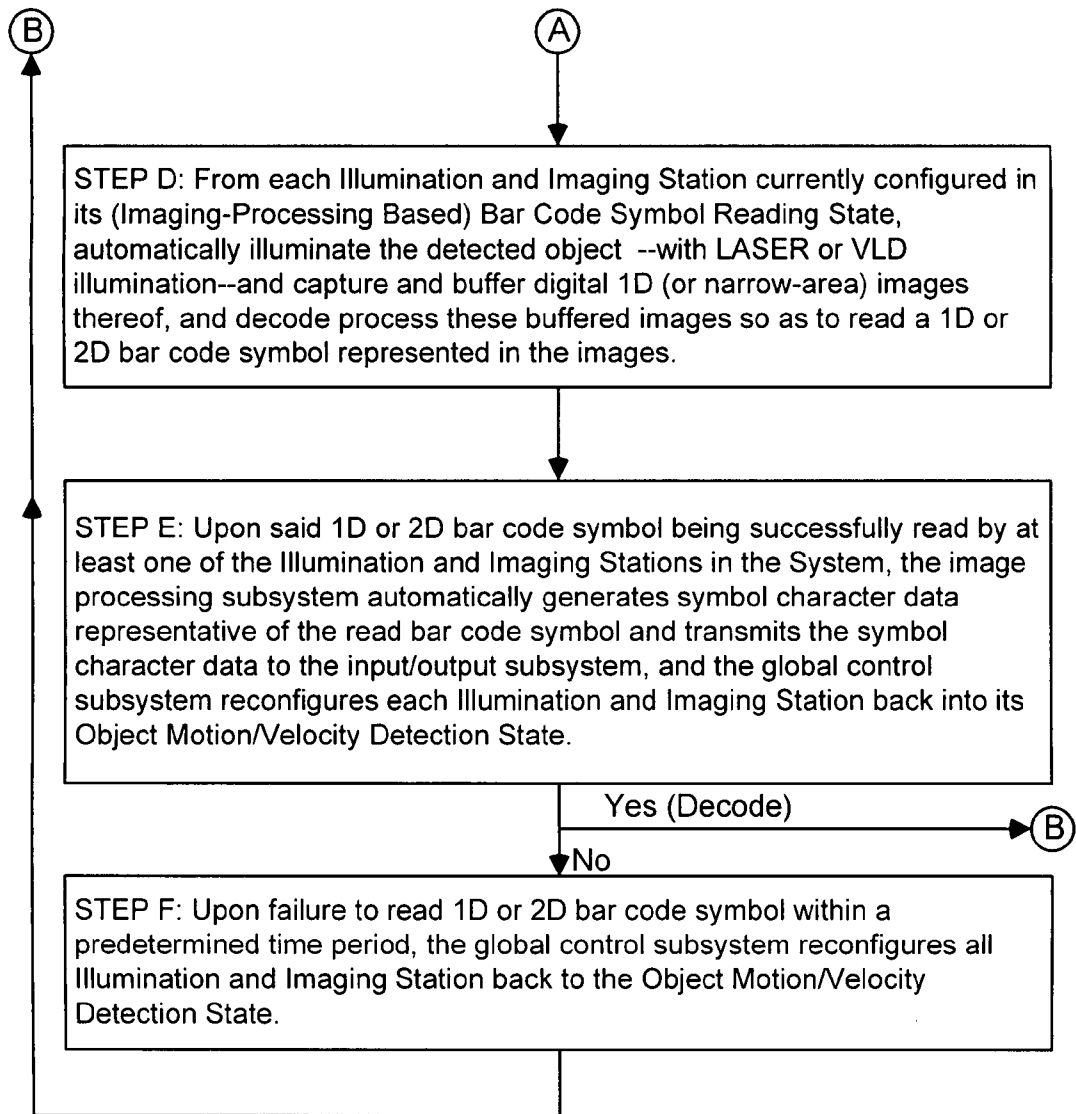 B
A
STEP D: From each Illumination and Imaging Station currently configured in
its (Imaging-Processing Based) Bar Code Symbol Reading State,
automatically illuminate the detected object --with LASER or VLD
illumination--and capture and buffer digital 1D (or narrow-area) images
thereof, and decode process these buffered images so as to read a 1D or
2D bar code symbol represented in the images.
STEP E: Upon said 1D or 2D bar code symbol being successfully read by at
least one of the Illumination and Imaging Stations in the System, the image
processing subsystem automatically generates symbol character data
representative of the read bar code symbol and transmits the symbol
character data to the input/output subsystem, and the global control
subsystem reconfigures each Illumination and Imaging Station back into its
Object Motion/Velocity Detection State.
Yes (Decode)
B
No
STEP F: Upon failure to read 1D or 2D bar code symbol within a
predetermined time period, the global control subsystem reconfigures all
Illumination and Imaging Station back to the Object Motion/Velocity
Detection State.